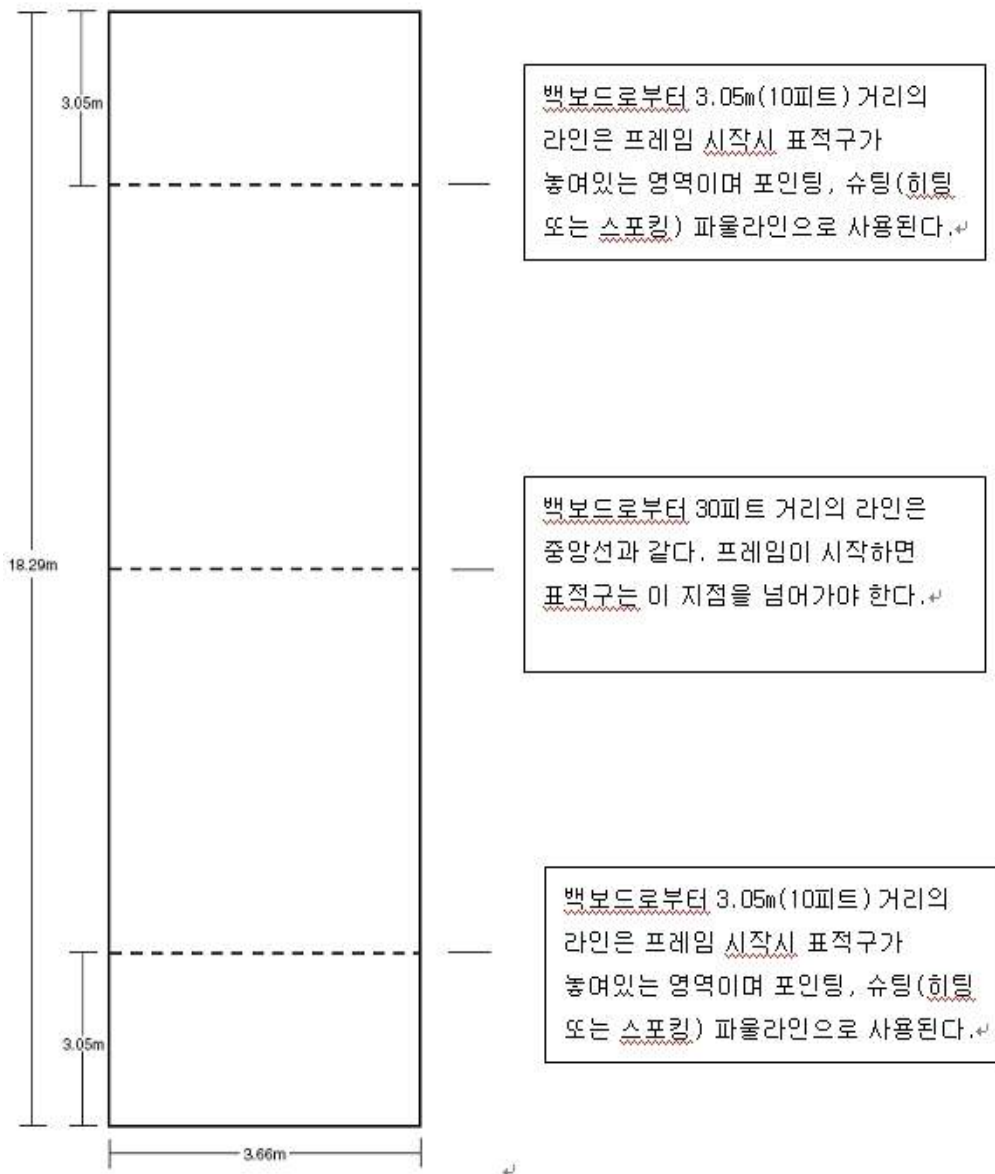 3.05m
백보드로부터 3.05m(10피트) 거리의
라인은 프레임 시작시 표적구가
놓여있는 영역이며 포인팅, 슈팅(히팅
또는 스포킹) 파울라인으로 사용된다.
18.29m
백보드로부터 30피트 거리의 라인은
중앙선과 같다. 프레임이 시작하면
표적구는 이 지점을 넘어가야 한다.
백보드로부터 3.05m(10피트) 거리의
라인은 프레임 시작시 표적구가
놓여있는 영역이며 포인팅, 슈팅(히팅
또는 스포킹) 파울라인으로 사용된다.
3.05m
3.66m